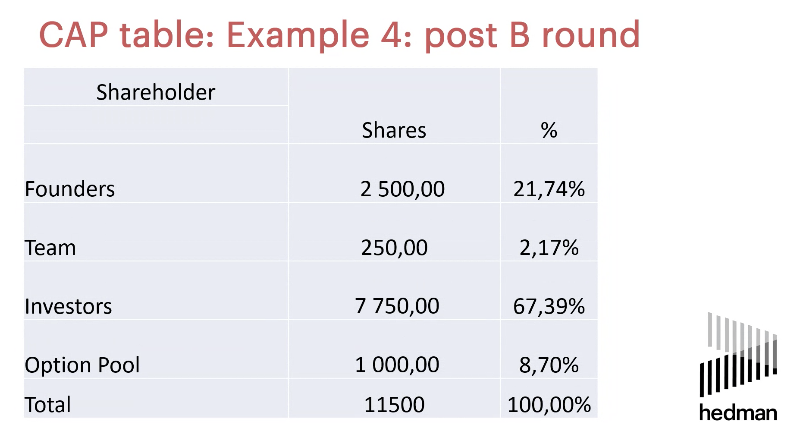 CAP table: Example 4: post B round
Shareholder
Shares %
Founders 2 500,00 21,74%
Team 250,00 2,17%
Investors 7 750,00 67,39%
Option Pool 1 000,00 8,70%
Total 11500 100,00%
hedman